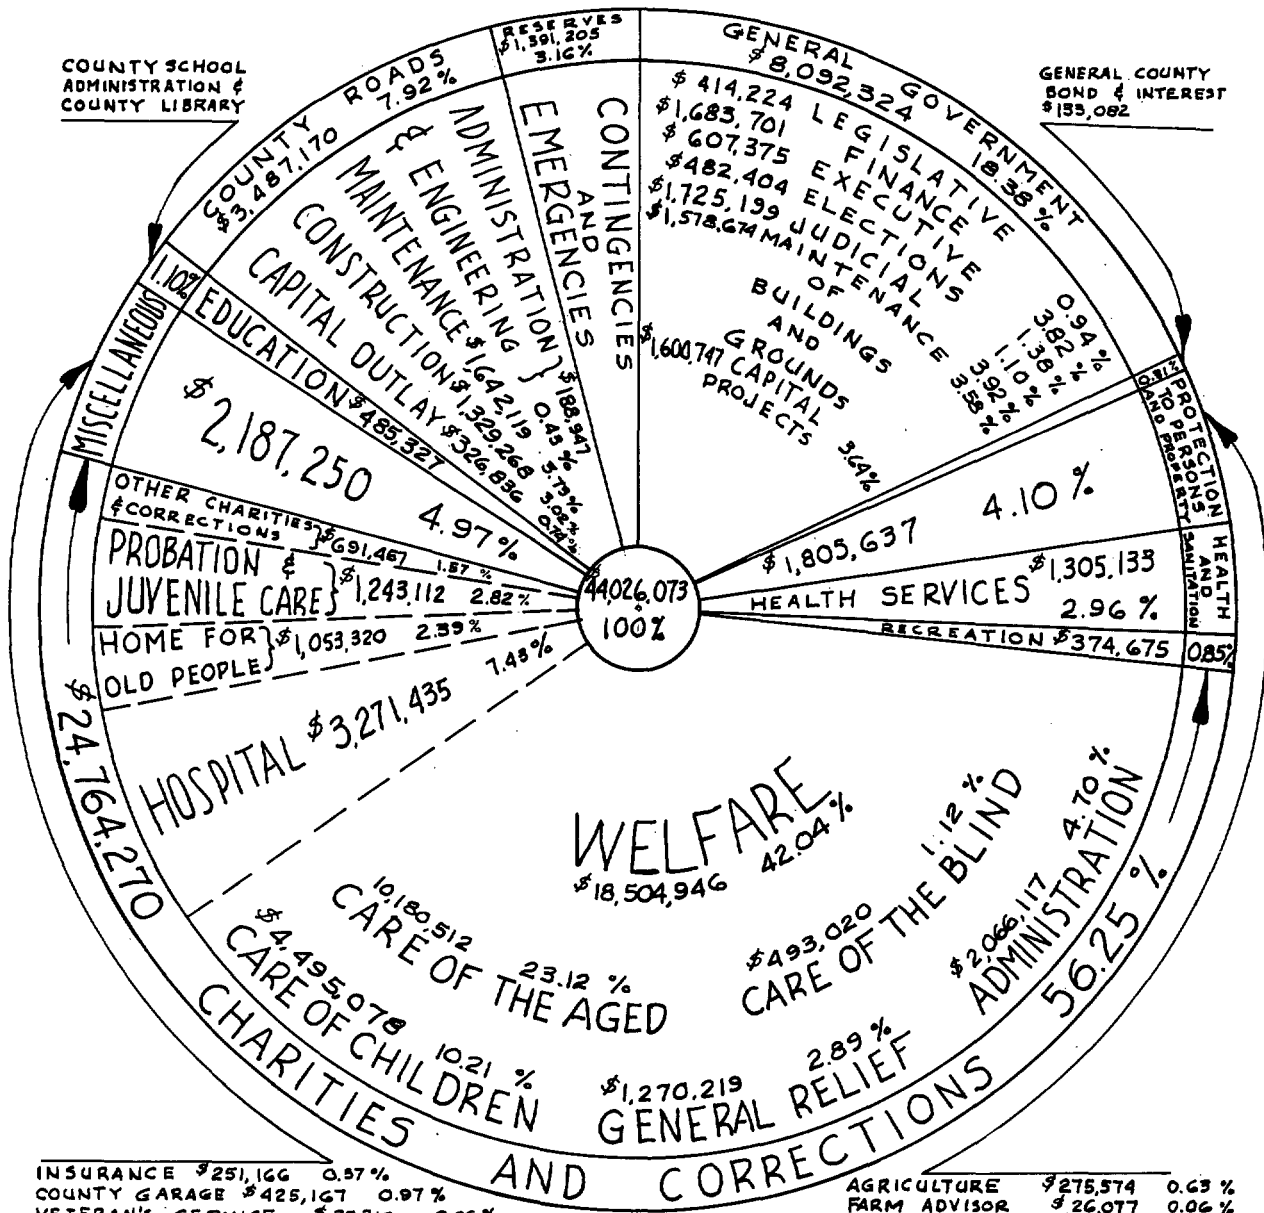 COUNTY SCHOOL
ADMINISTRATION &
COUNTY LIBRARY
GENERAL COUNTY
BOND & INTEREST
$133,082
RESERVES
$1,391,205
3.16%
GENERAL GOVERNMENT
$8,092,324 18.38%
$414,224 LEGISLATIVE 0.94%
$1,683,701 FINANCE 3.82%
$607,375 EXECUTIVE 1.38%
$482,404 ELECTIONS 1.10%
$1,725,199 JUDICIAL 3.92%
$1,578,674 MAINTENANCE 3.58%
OF
BUILDINGS
AND
GROUNDS
$1,600,747 CAPITAL
PROJECTS 3.64%
0.31%
PROTECTION
TO PERSONS
AND PROPERTY
$1,805,637 4.10%
HEALTH
AND
SANITATION
HEALTH SERVICES $1,305,133
2.96%
RECREATION $374,675 0.85%
CONTINGENCIES
AND
EMERGENCIES
COUNTY ROADS
$3,487,170 7.92%
ADMINISTRATION
& ENGINEERING } $188,947 0.43%
MAINTENANCE $1,642,119 3.73%
CONSTRUCTION $1,329,268 3.02%
CAPITAL OUTLAY $326,836 0.74%
1.10% EDUCATION $485,327
MISCELLANEOUS
$2,187,250 4.97%
OTHER CHARITIES
& CORRECTIONS } $691,457 1.57%
PROBATION &
JUVENILE CARE } $1,243,112 2.82%
HOME FOR
OLD PEOPLE } $1,053,320 2.39%
HOSPITAL $3,271,435 7.43%
$44,026,073
100%
WELFARE
$18,504,946 42.04%
10,180,512 23.12%
CARE OF THE AGED
$4,495,078 10.21%
CARE OF CHILDREN
$1,270,219 2.89%
GENERAL RELIEF
$493,020 1.12%
CARE OF THE BLIND
$2,066,117 4.70%
ADMINISTRATION
$24,764,270 CHARITIES AND CORRECTIONS 56.25%
INSURANCE $251,166 0.57%
COUNTY GARAGE $425,167 0.97%
AGRICULTURE $275,574 0.63%
FARM ADVISOR $26,077 0.06%